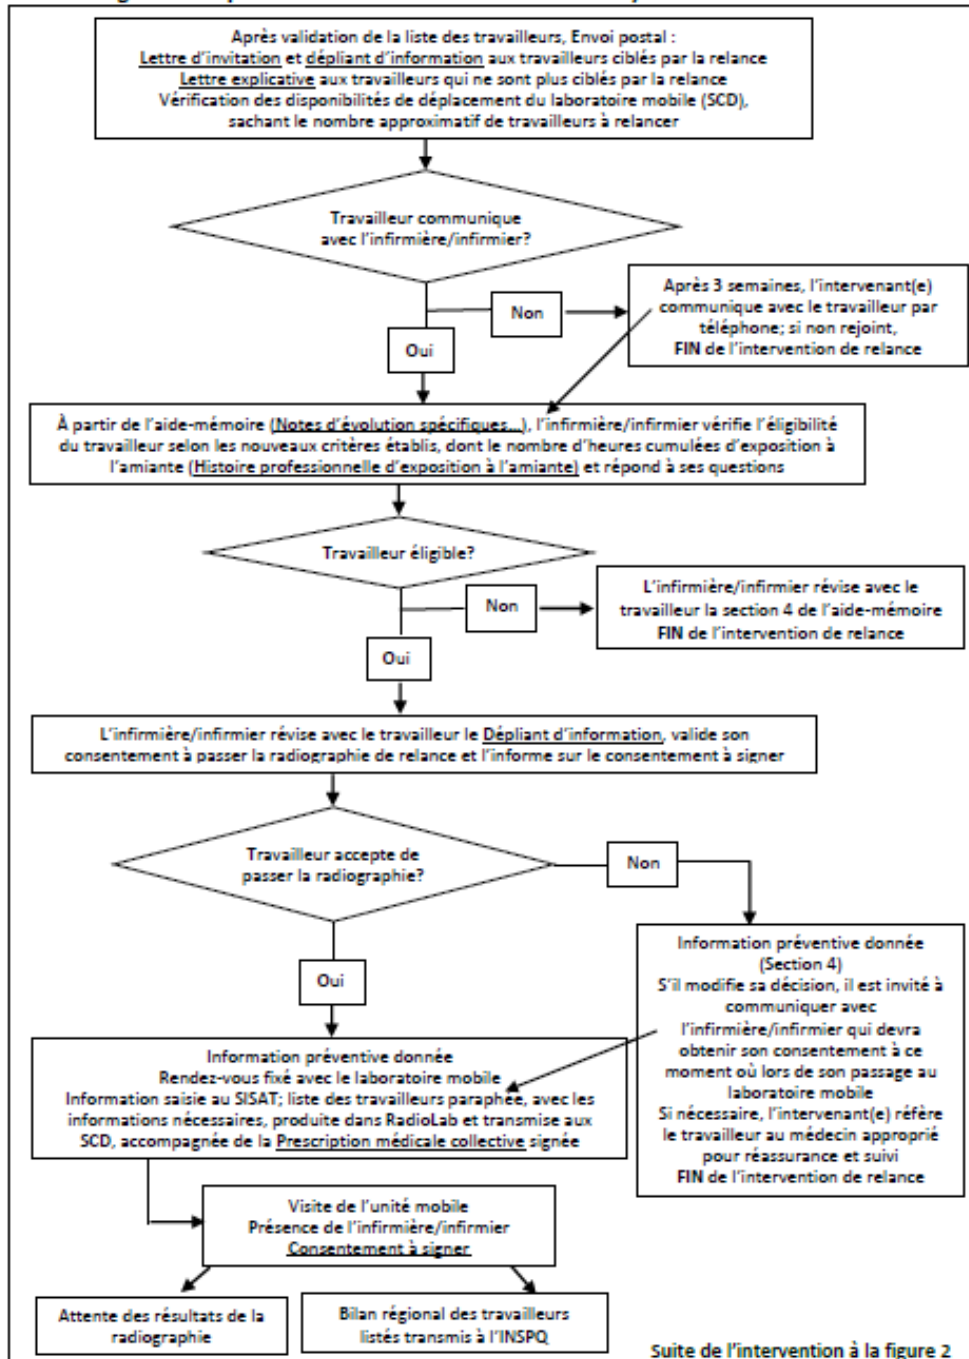 Après validation de la liste des travailleurs, Envoi postal :
Lettre d'invitation et dépliant d'information aux travailleurs ciblés par la relance
Lettre explicative aux travailleurs qui ne sont plus ciblés par la relance
Vérification des disponibilités de déplacement du laboratoire mobile (SCD),
sachant le nombre approximatif de travailleurs à relancer
Travailleur communique
avec l'infirmière/infirmier?
Non
Après 3 semaines, l'intervenant(e)
communique avec le travailleur par
téléphone; si non rejoint,
FIN de l'intervention de relance
Oui
À partir de l'aide-mémoire (Notes d'évolution spécifiques...), l'infirmière/infirmier vérifie l'éligibilité
du travailleur selon les nouveaux critères établis, dont le nombre d'heures cumulées d'exposition à
l'amiante (Histoire professionnelle d'exposition à l'amiante) et répond à ses questions
Travailleur éligible?
Non
L'infirmière/infirmier révise avec le
travailleur la section 4 de l'aide-mémoire
FIN de l'intervention de relance
Oui
L'infirmière/infirmier révise avec le travailleur le Dépliant d'information, valide son
consentement à passer la radiographie de relance et l'informe sur le consentement à signer
Travailleur accepte de
passer la radiographie?
Non
Oui
Information préventive donnée
(Section 4)
S'il modifie sa décision, il est invité à
communiquer avec
l'infirmière/infirmier qui devra
obtenir son consentement à ce
moment où lors de son passage au
laboratoire mobile
Si nécessaire, l'intervenant(e) réfère
le travailleur au médecin approprié
pour réassurance et suivi
FIN de l'intervention de relance
Information préventive donnée
Rendez-vous fixé avec le laboratoire mobile
Information saisie au SISAT; liste des travailleurs paraphée, avec les
informations nécessaires, produite dans RadioLab et transmise aux
SCD, accompagnée de la Prescription médicale collective signée
Visite de l'unité mobile
Présence de l'infirmière/infirmier
Consentement à signer
Attente des résultats de la
radiographie
Bilan régional des travailleurs
listés transmis à l'INSPQ
Suite de l'intervention à la figure 2